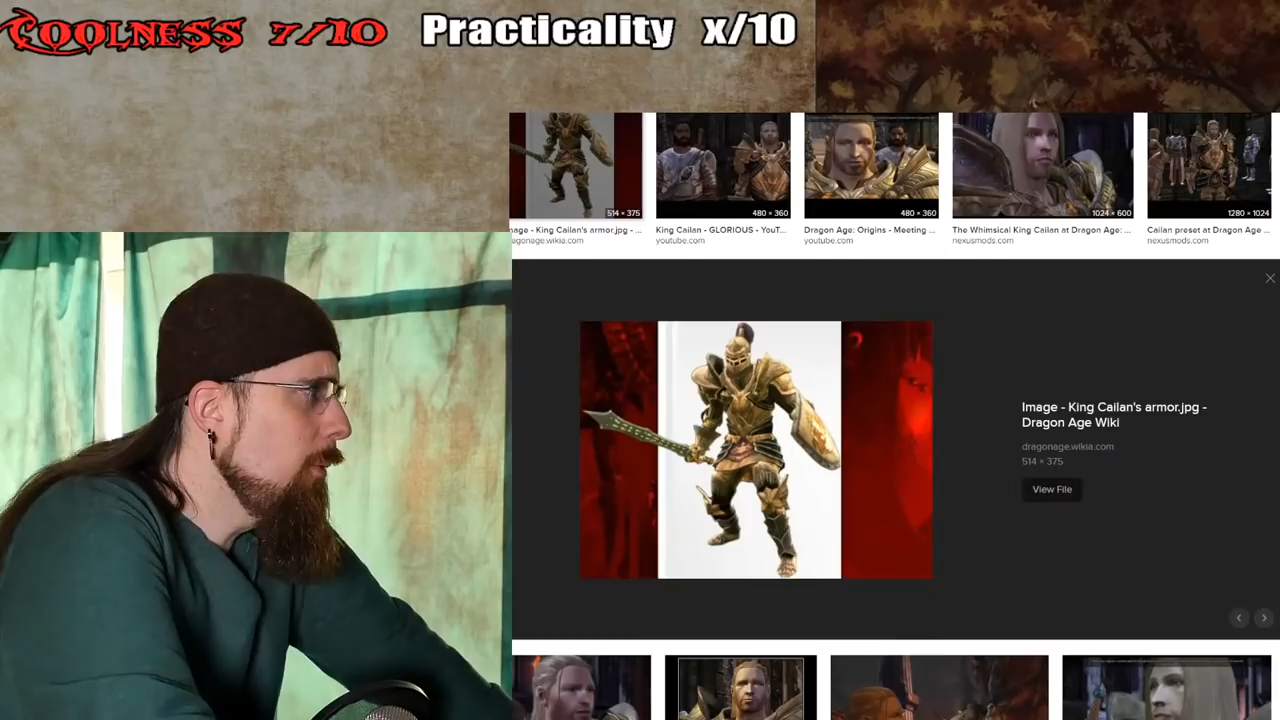 COOLNESS 7/10 Practicality x/10
514 × 375
480 × 360
480 × 360
1024 × 600
1280 × 1024
mage - King Cailan's armor.jpg - ...
King Cailan - GLORIOUS - YouT...
Dragon Age: Origins - Meeting ...
The Whimsical King Cailan at Dragon Age: ...
Cailan preset at Dragon Age ...
agonage.wikia.com
youtube.com
youtube.com
nexusmods.com
nexusmods.com
Image - King Cailan's armor.jpg -
Dragon Age Wiki
dragonage.wikia.com
514 × 375
View File